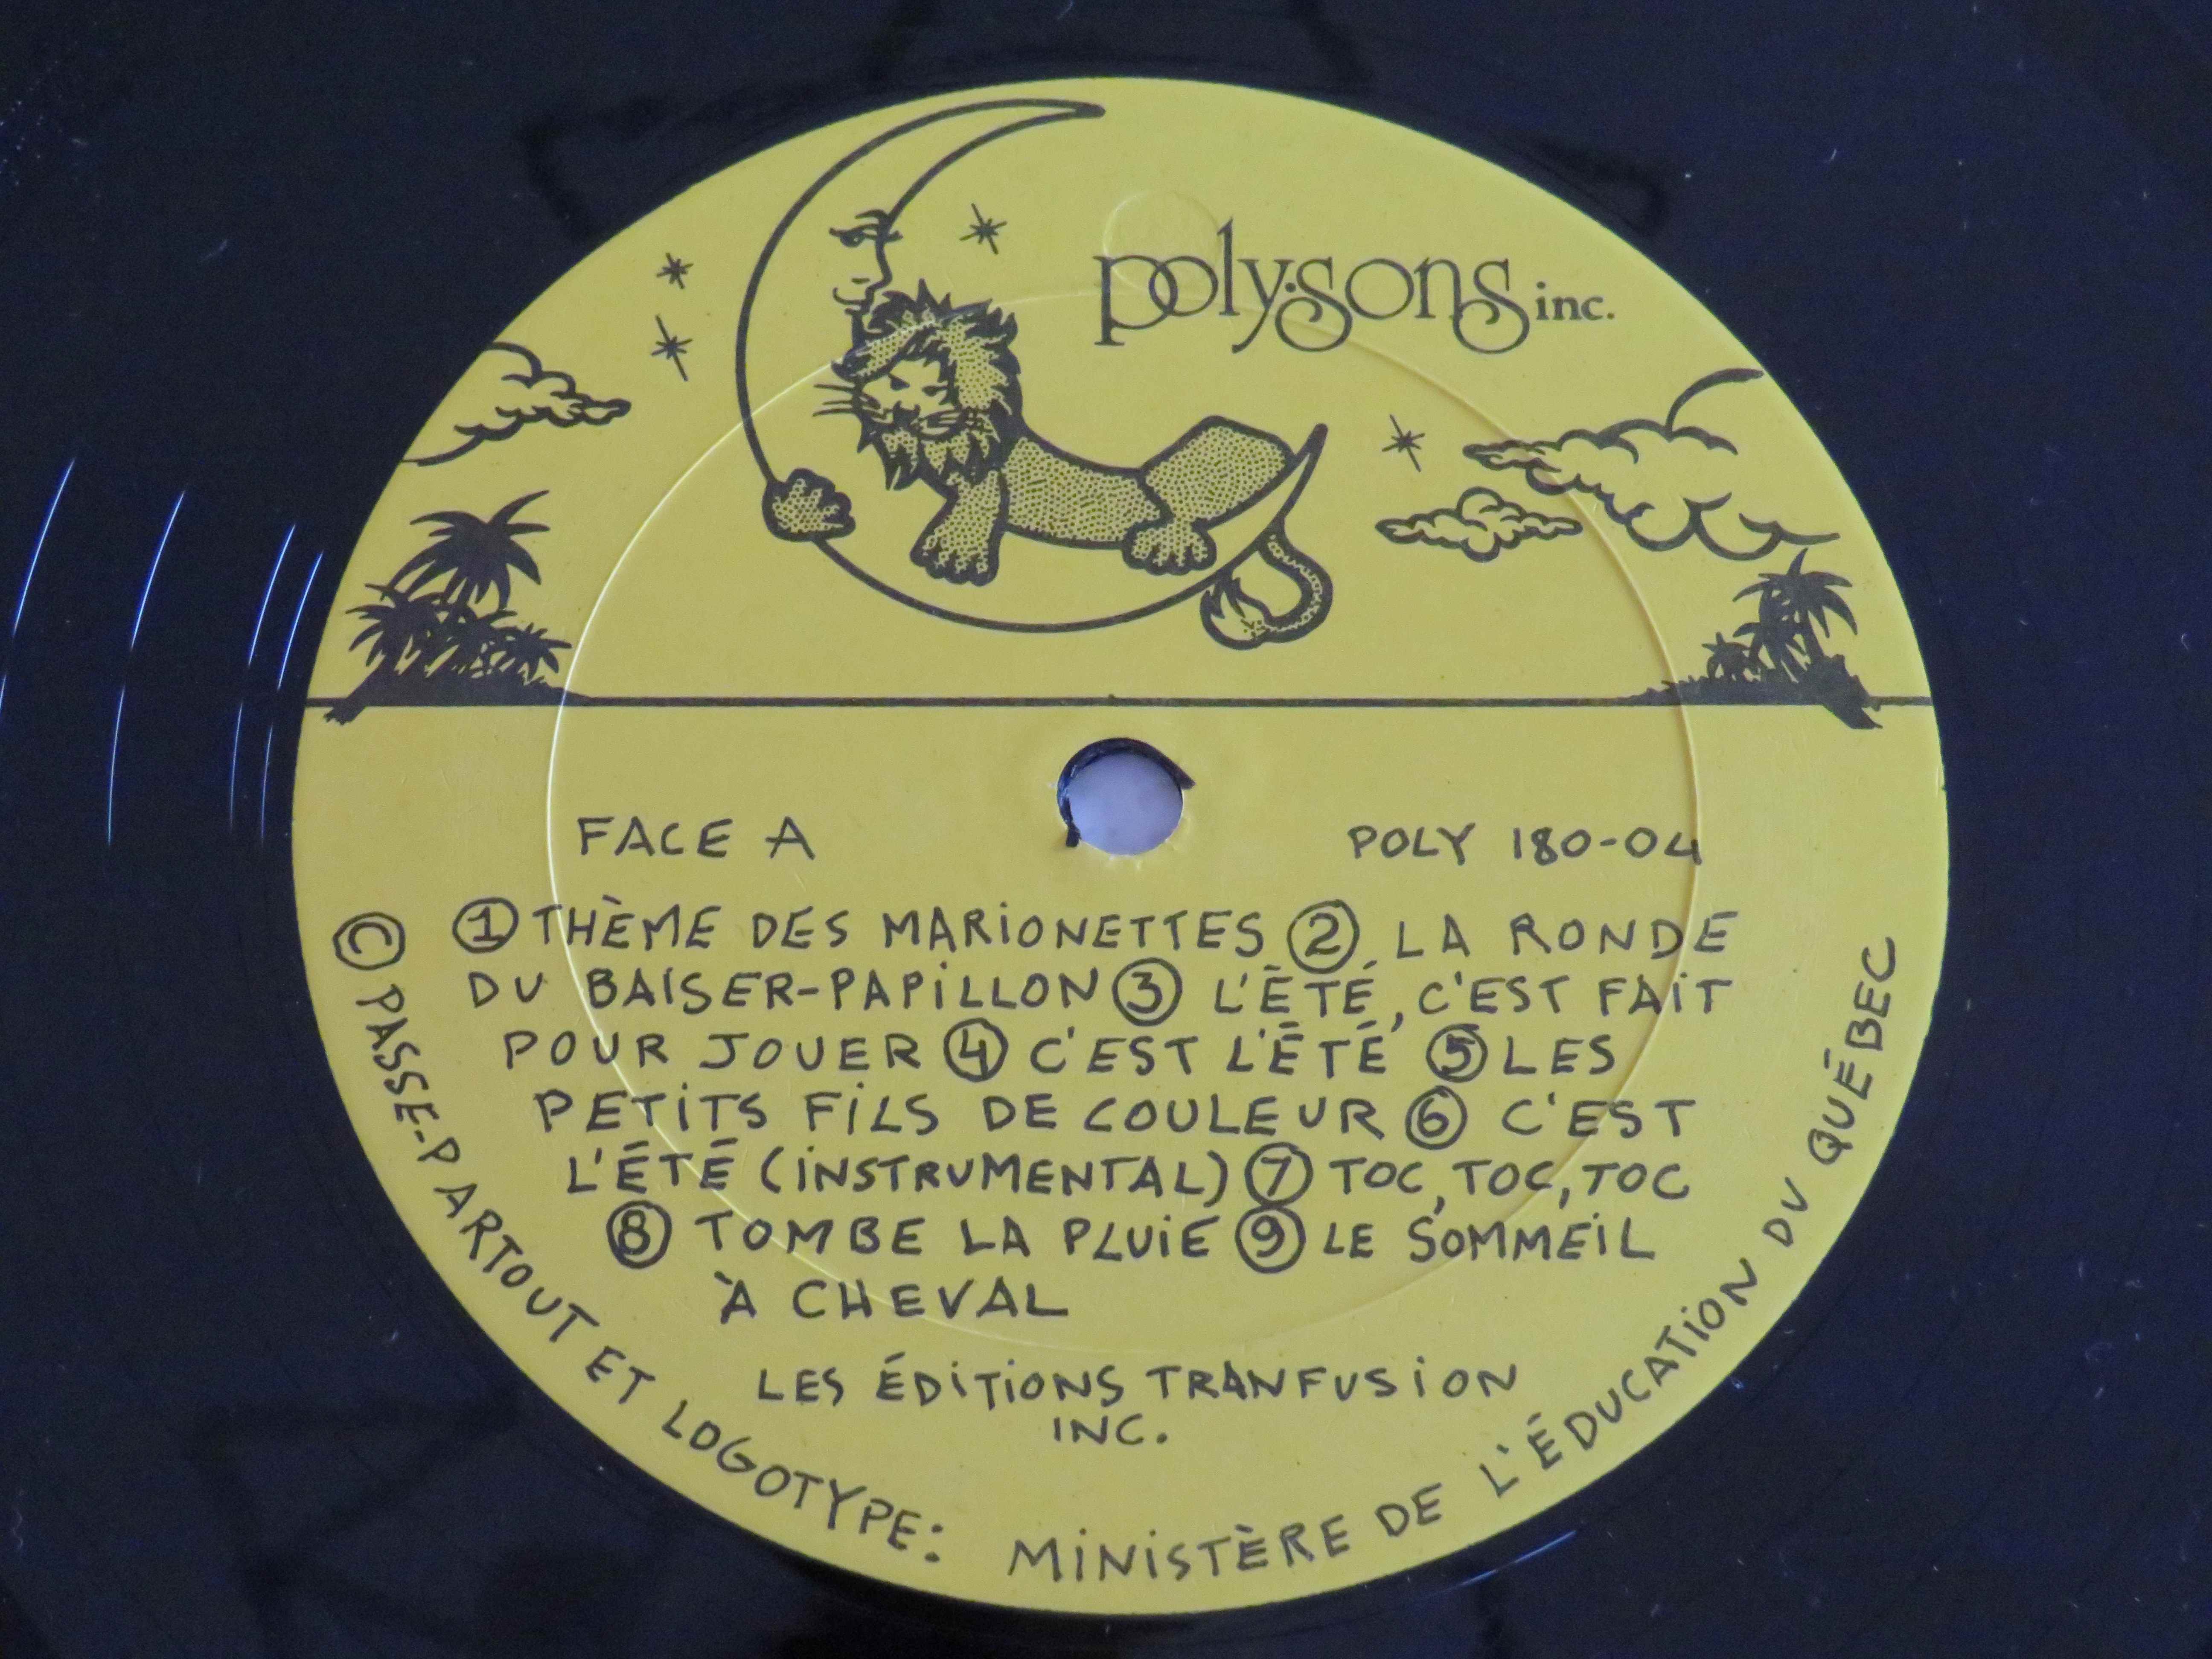 poly·sons inc.
FACE A
POLY 180-04
① THÈME DES MARIONETTES ② LA RONDE
DU BAISER-PAPILLON ③ L'ÉTÉ, C'EST FAIT
POUR JOUER ④ C'EST L'ÉTÉ ⑤ LES
PETITS FILS DE COULEUR ⑥ C'EST
L'ÉTÉ (INSTRUMENTAL) ⑦ TOC, TOC, TOC
⑧ TOMBE LA PLUIE ⑨ LE SOMMEIL
À CHEVAL
LES ÉDITIONS TRANFUSION
INC.
© PASSE-PARTOUT ET LOGOTYPE: MINISTÈRE DE L'ÉDUCATION DU QUÉBEC